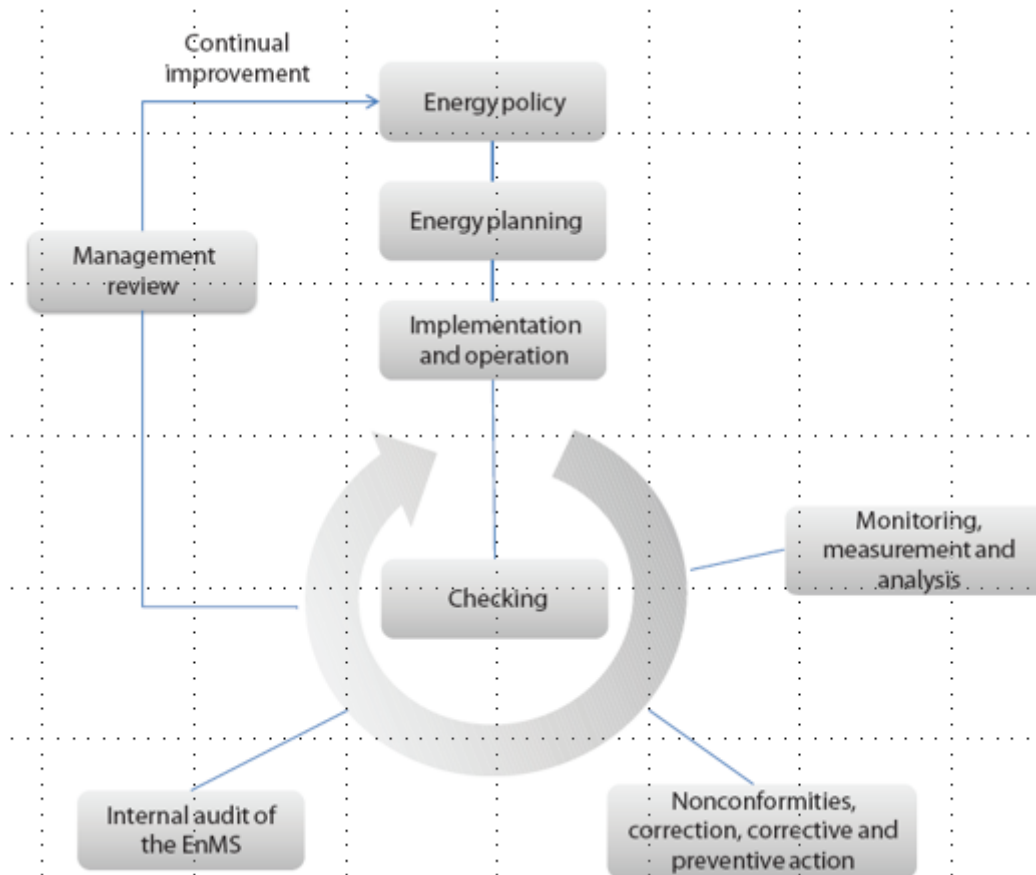 Continual
improvement
Energy policy
Energy planning
Management
review
Implementation
and operation
Monitoring,
measurement and
analysis
Checking
Internal audit of
the EnMS
Nonconformities,
correction, corrective and
preventive action